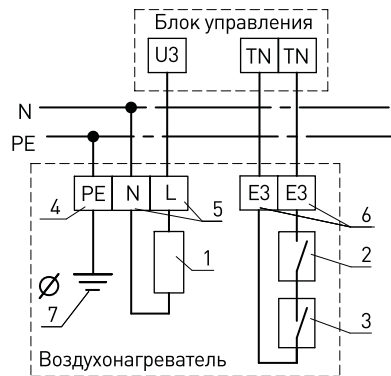 Блок управления
U3 TN TN
N
PE
PE N L E3 E3
4 5 6
1
2
7
3
Воздухонагреватель